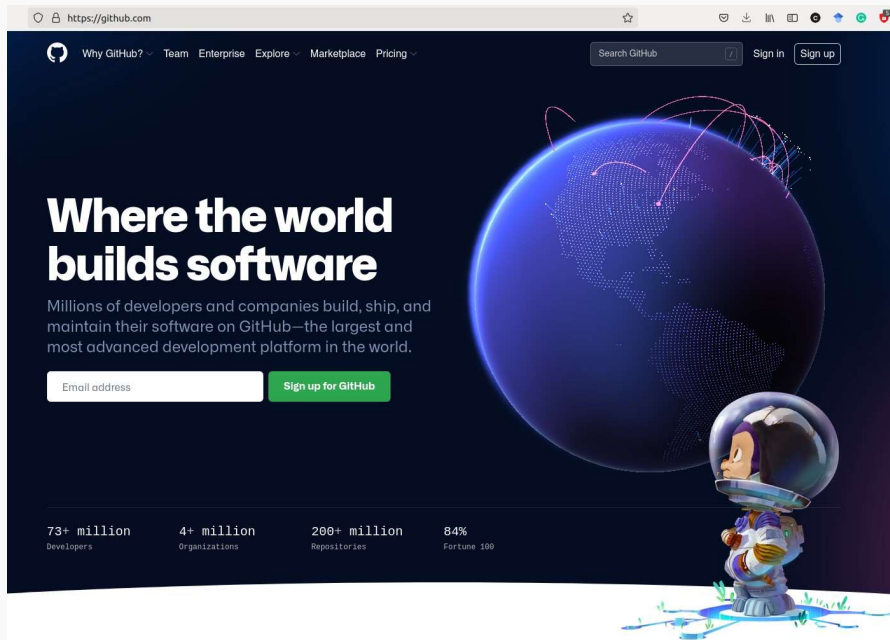 https://github.com
Why GitHub? Team Enterprise Explore Marketplace Pricing
Search GitHub / Sign in Sign up
Where the world
builds software
Millions of developers and companies build, ship, and
maintain their software on GitHub—the largest and
most advanced development platform in the world.
Email address Sign up for GitHub
73+ million 4+ million 200+ million 84%
Developers Organizations Repositories Fortune 100